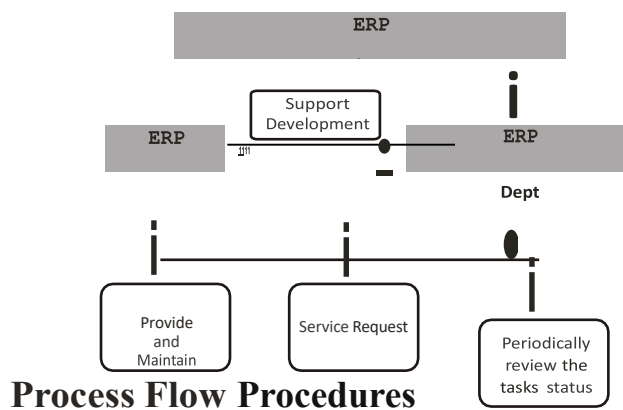 ERP
Support
Development
ERP
ERP
Dept
Provide
and
Maintain
Service Request
Periodically
review the
tasks status
Process Flow Procedures